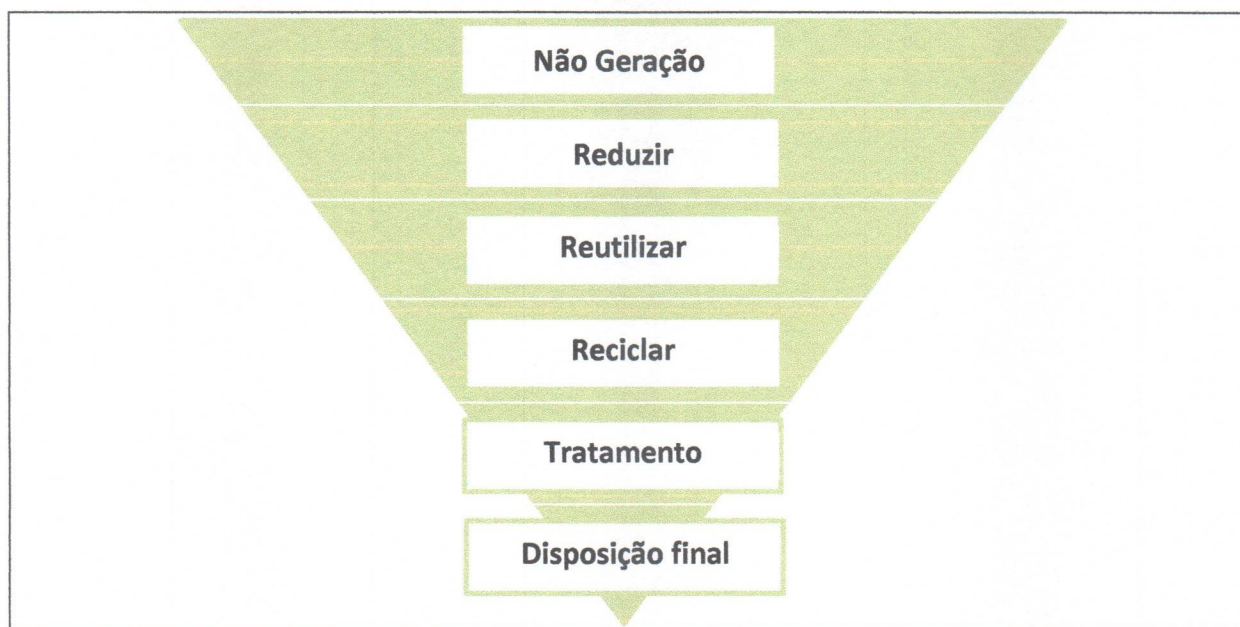 Não Geração
Reduzir
Reutilizar
Reciclar
Tratamento
Disposição final